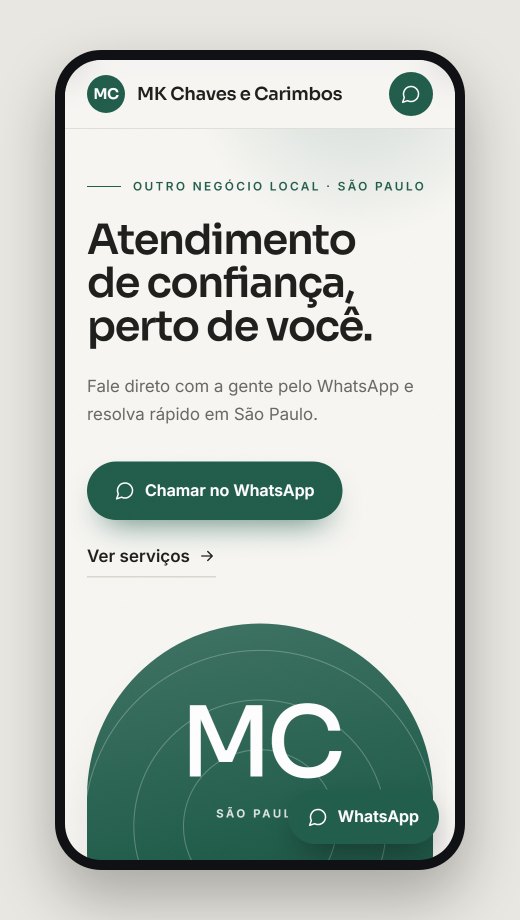 MC MK Chaves e Carimbos
OUTRO NEGÓCIO LOCAL · SÃO PAULO
Atendimento
de confiança,
perto de você.
Fale direto com a gente pelo WhatsApp e
resolva rápido em São Paulo.
Chamar no WhatsApp
Ver serviços →
MC
SÃO PAUL
WhatsApp